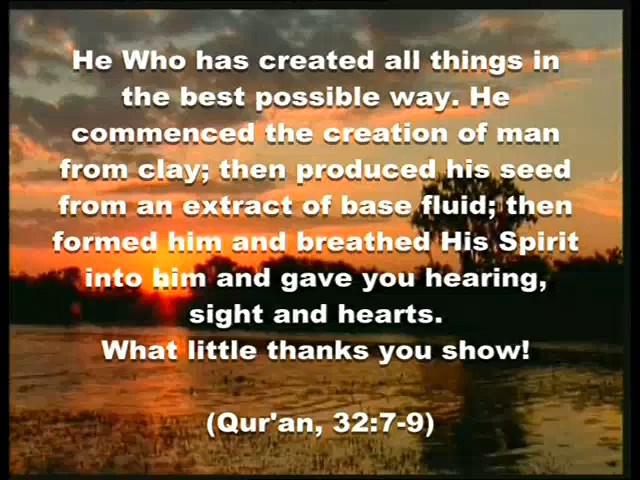 He Who has created all things in
the best possible way. He
commenced the creation of man
from clay; then produced his seed
from an extract of base fluid; then
formed him and breathed His Spirit
into him and gave you hearing,
sight and hearts.
What little thanks you show!
(Qur'an, 32:7-9)